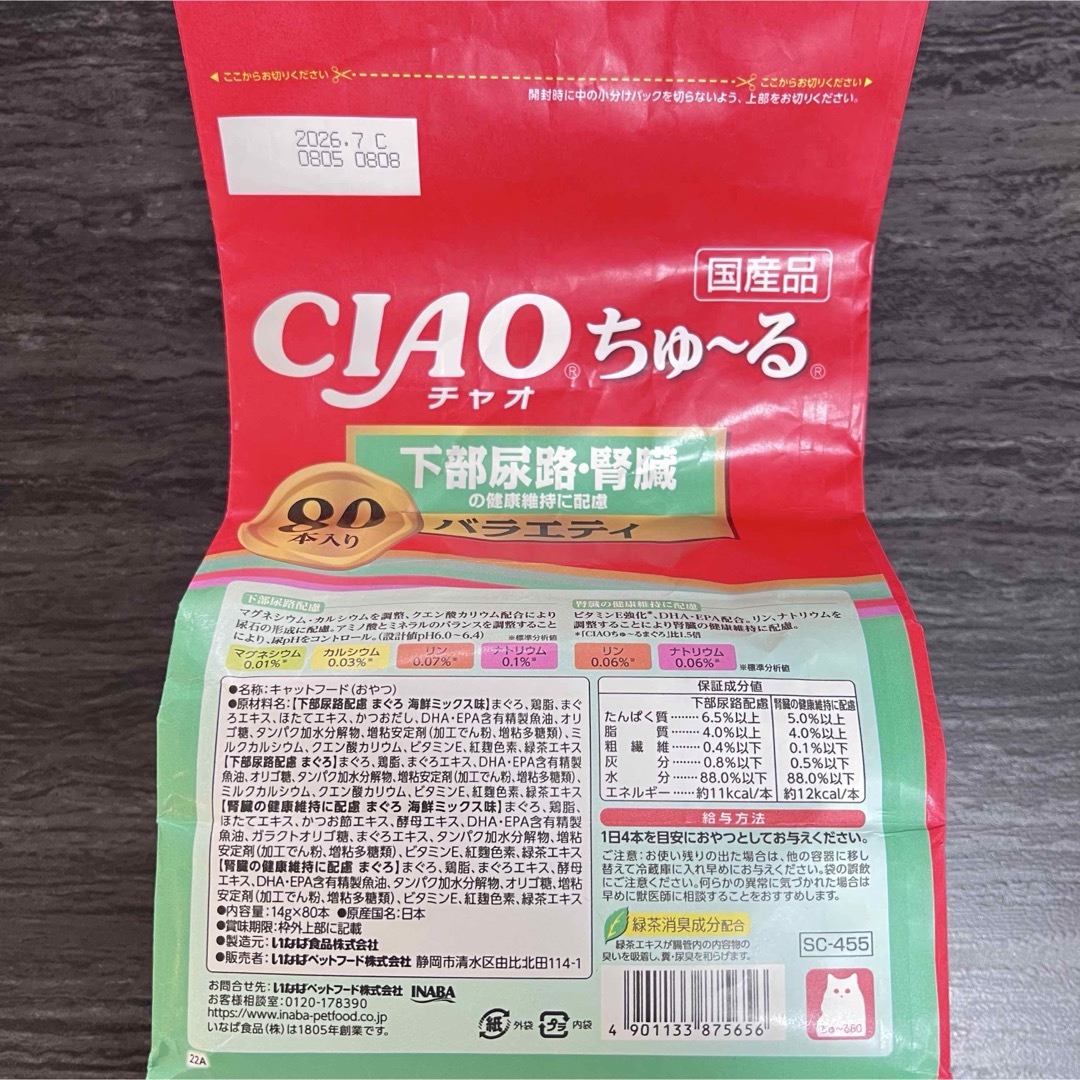 ここからお切りください
ここからお切りください
開封時に中の小分けパックを切らないよう、上部をお切りください。
2026.7 C
0805 0808
国産品
CIAO® ちゅ〜る®
チャオ
下部尿路・腎臓
の健康維持に配慮
80
本入り
バラエティ
下部尿路配慮
マグネシウム、カルシウムを調整、クエン酸カリウム配合により
尿石の形成に配慮。アミノ酸とミネラルのバランスを調整すること
により、尿pHをコントロール。(設計値pH6.0〜6.4) ※標準分析値
マグネシウム 0.01%※
カルシウム 0.03%※
リン 0.07%※
ナトリウム 0.1%※
腎臓の健康維持に配慮
ビタミンE強化*、DHA・EPA配合。リン、ナトリウムを
調整することにより腎臓の健康維持に配慮。
*「CIAOちゅ〜るまぐろ」比1.5倍
リン 0.06%※
ナトリウム 0.06%※
※標準分析値
●名称:キャットフード(おやつ)
●原材料名:【下部尿路配慮 まぐろ 海鮮ミックス味】まぐろ、鶏脂、まぐ
ろエキス、ほたてエキス、かつおだし、DHA・EPA含有精製魚油、オリ
ゴ糖、タンパク加水分解物、増粘安定剤(加工でん粉、増粘多糖類)、ミ
ルクカルシウム、クエン酸カリウム、ビタミンE、紅麹色素、緑茶エキス
【下部尿路配慮 まぐろ】まぐろ、鶏脂、まぐろエキス、DHA・EPA含有精製
魚油、オリゴ糖、タンパク加水分解物、増粘安定剤(加工でん粉、増粘多糖類)、
ミルクカルシウム、クエン酸カリウム、ビタミンE、紅麹色素、緑茶エキス
【腎臓の健康維持に配慮 まぐろ 海鮮ミックス味】まぐろ、鶏脂、
ほたてエキス、かつお節エキス、酵母エキス、DHA・EPA含有精製
魚油、ガラクトオリゴ糖、まぐろエキス、タンパク加水分解物、増粘
安定剤(加工でん粉、増粘多糖類)、ビタミンE、紅麹色素、緑茶エキス
【腎臓の健康維持に配慮 まぐろ】まぐろ、鶏脂、まぐろエキス、酵母
エキス、DHA・EPA含有精製魚油、タンパク加水分解物、オリゴ糖、増粘
安定剤(加工でん粉、増粘多糖類)、ビタミンE、紅麹色素、緑茶エキス
●内容量:14g×80本 ●原産国名:日本
●賞味期限:枠外上部に記載
●製造元:いなば食品株式会社
●販売者:いなばペットフード株式会社 静岡市清水区由比北田114-1
保証成分値
下部尿路配慮 腎臓の健康維持に配慮
たんぱく質……6.5%以上 5.0%以上
脂質……4.0%以上 4.0%以上
粗繊維……0.4%以下 0.1%以下
灰分……0.8%以下 0.5%以下
水分……88.0%以下 88.0%以下
エネルギー……約11kcal/本 約12kcal/本
給与方法
1日4本を目安におやつとしてお与えください。
ご注意:お使い残りの出た場合は、他の容器に移し
替えて冷蔵庫に入れ早めにお与えください。袋の誤飲
にご注意ください。何らかの異常に気づかれた場合は
早めに獣医師に相談することをおすすめします。
緑茶消臭成分配合
緑茶エキスが腸管内の内容物の
臭いを吸着し、糞・尿臭を和らげます。
SC-455
お問合せ先:いなばペットフード株式会社 INABA
お客様相談室:0120-178390
https://www.inaba-petfood.co.jp
いなば食品(株)は1805年創業です。
紙 外袋 プラ 内袋
4 901133 875656
ちゅ〜る80
22A